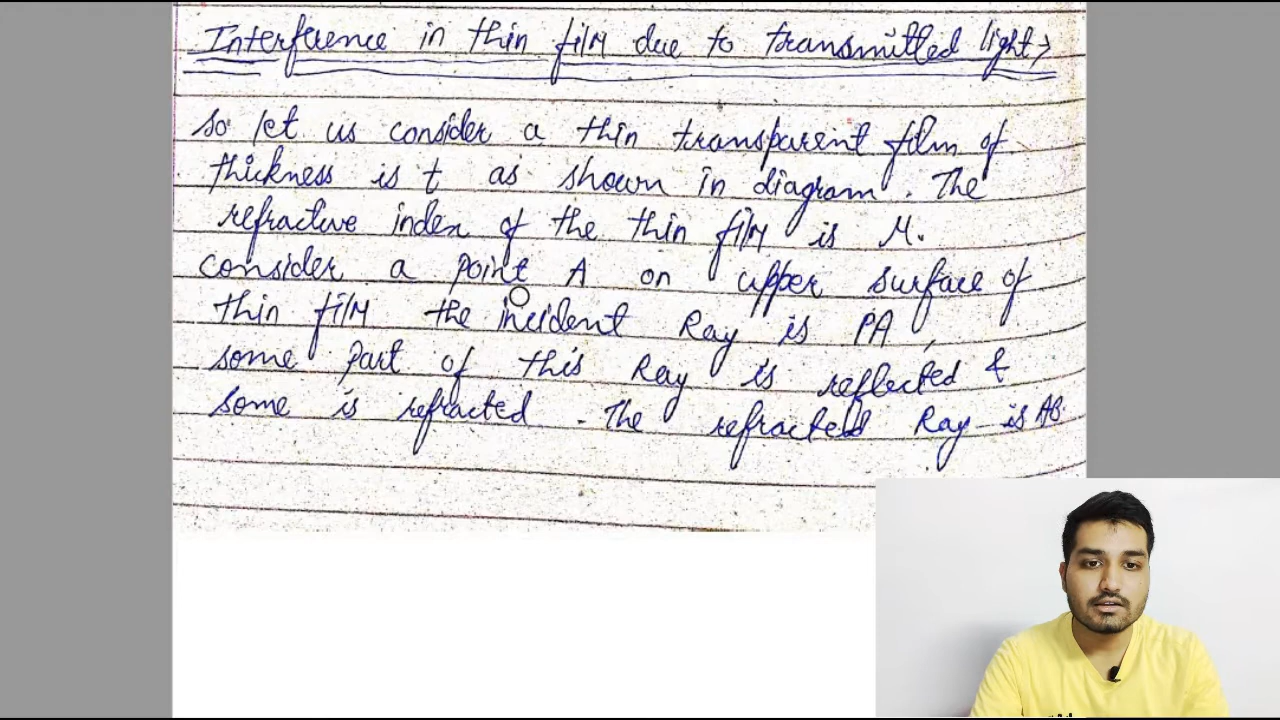 Interference in thin film due to transmitted light >
so let us consider a thin transparent film of
thickness is t as shown in diagram. The
refractive index of the thin film is μ.
consider a point A on upper surface of
thin film the incident Ray is PA,
some part of this Ray is reflected &
some is refracted. The refracted Ray is AB.